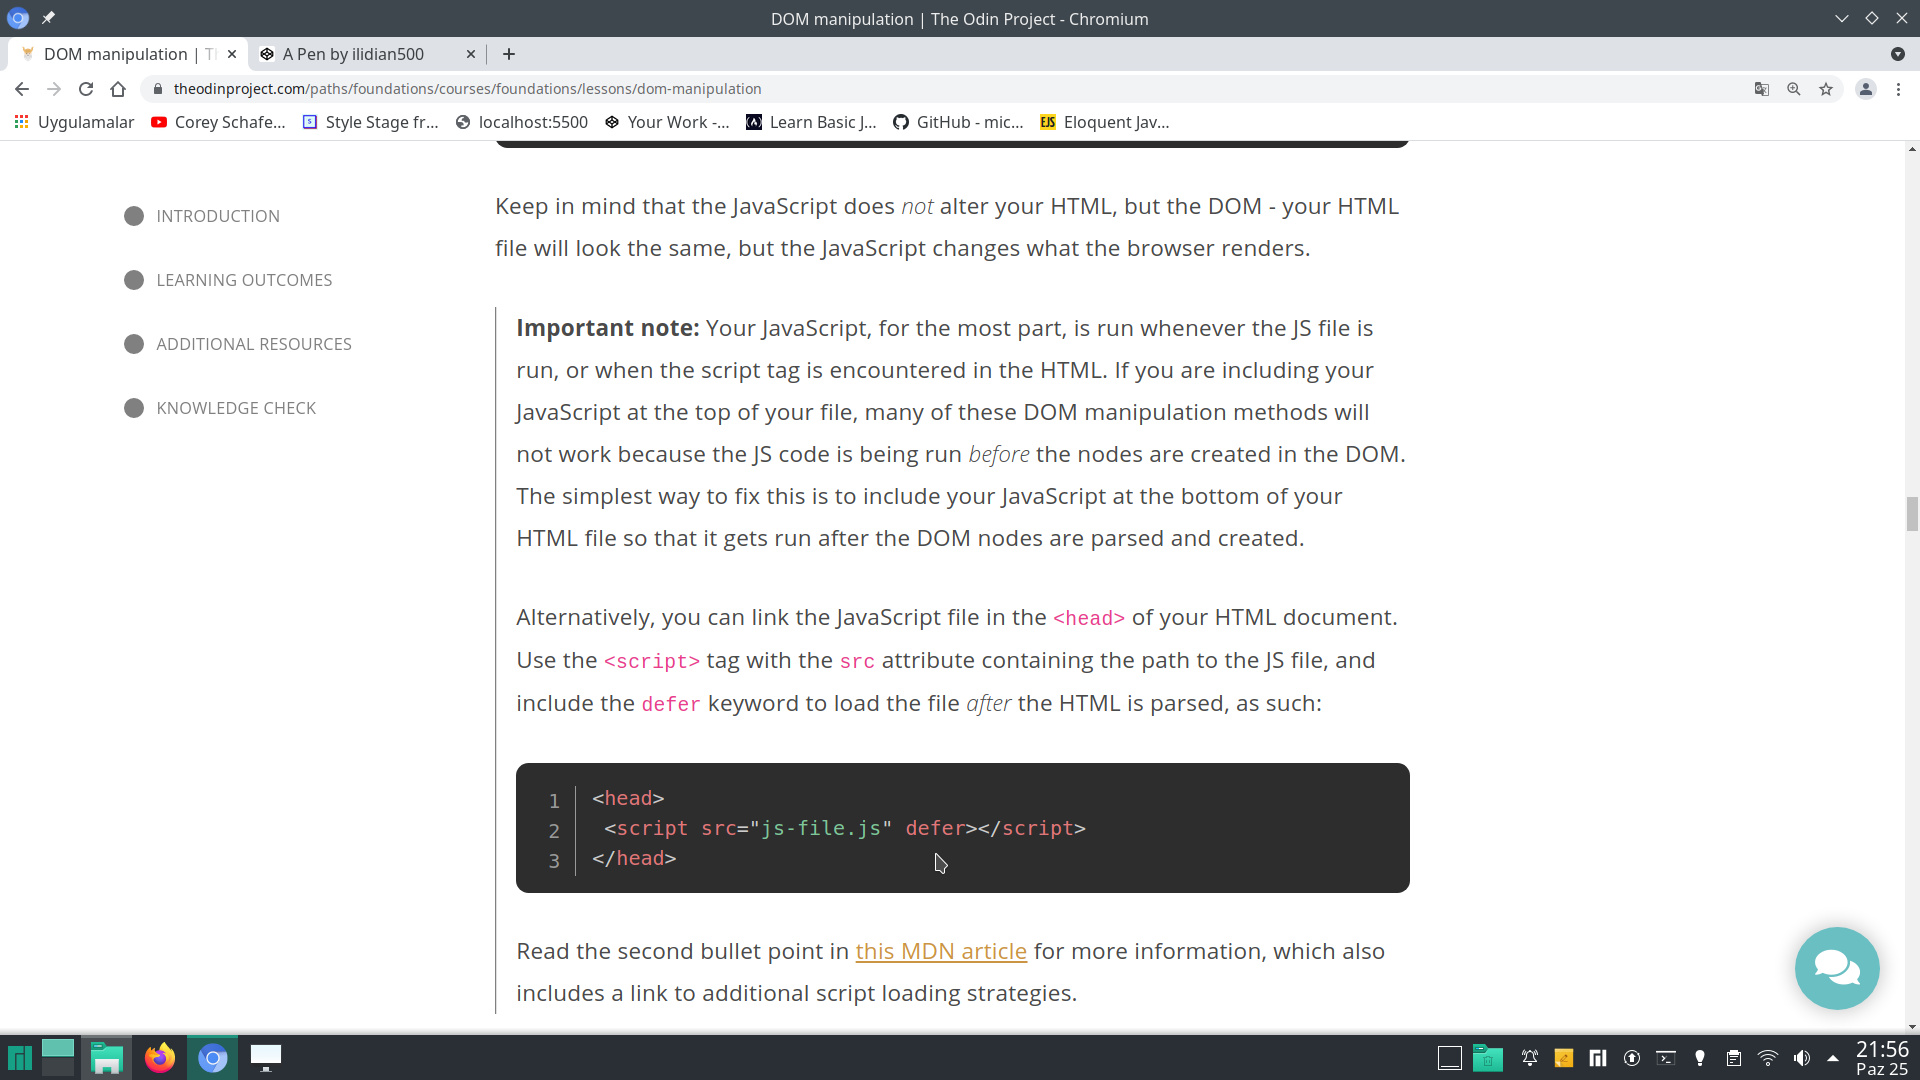 DOM manipulation | The Odin Project - Chromium
DOM manipulation | T
A Pen by ilidian500
theodinproject.com/paths/foundations/courses/foundations/lessons/dom-manipulation
Uygulamalar
Corey Schafe...
Style Stage fr...
localhost:5500
Your Work -...
Learn Basic J...
GitHub - mic...
EJS
Eloquent Jav...
INTRODUCTION
LEARNING OUTCOMES
ADDITIONAL RESOURCES
KNOWLEDGE CHECK
Keep in mind that the JavaScript does not alter your HTML, but the DOM - your HTML
file will look the same, but the JavaScript changes what the browser renders.
Important note: Your JavaScript, for the most part, is run whenever the JS file is
run, or when the script tag is encountered in the HTML. If you are including your
JavaScript at the top of your file, many of these DOM manipulation methods will
not work because the JS code is being run before the nodes are created in the DOM.
The simplest way to fix this is to include your JavaScript at the bottom of your
HTML file so that it gets run after the DOM nodes are parsed and created.
Alternatively, you can link the JavaScript file in the <head> of your HTML document.
Use the <script> tag with the src attribute containing the path to the JS file, and
include the defer keyword to load the file after the HTML is parsed, as such:
1 <head>
2 <script src="js-file.js" defer></script>
3 </head>
Read the second bullet point in this MDN article for more information, which also
includes a link to additional script loading strategies.
21:56
Paz 25